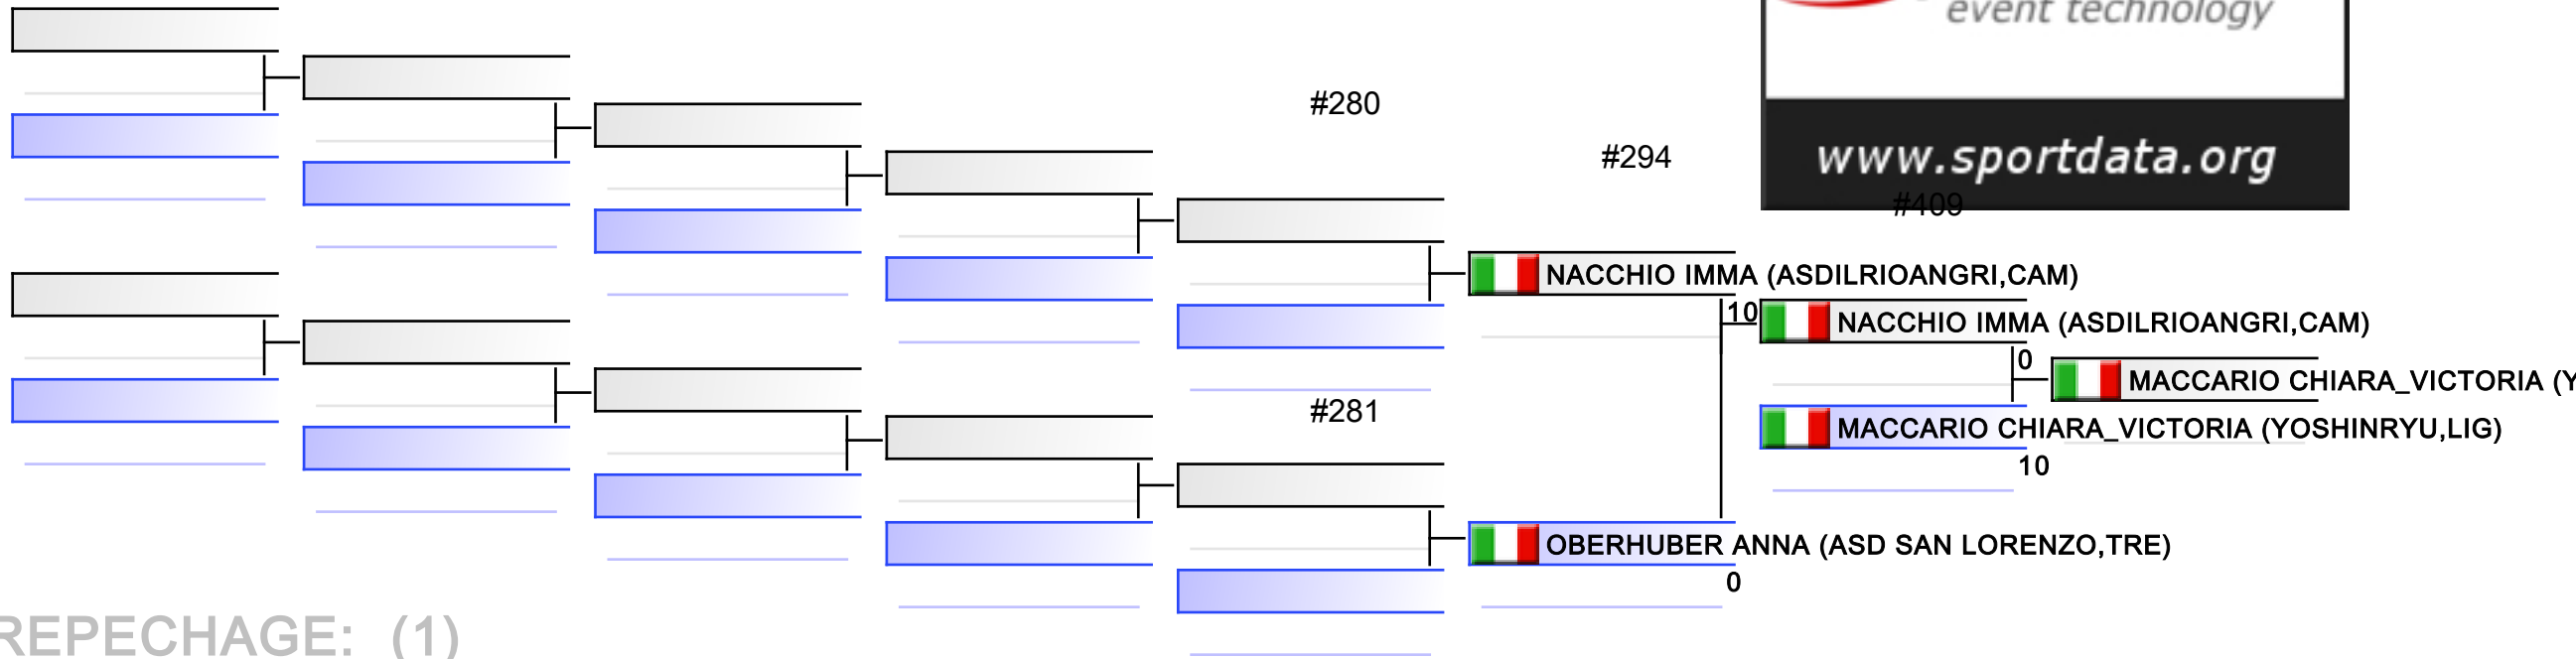 event technology
#280
#294
www.sportdata.org
#409
NACCHIO IMMA (ASDILRIOANGRI,CAM)
10
NACCHIO IMMA (ASDILRIOANGRI,CAM)
0
MACCARIO CHIARA_VICTORIA (Y
#281
MACCARIO CHIARA_VICTORIA (YOSHINRYU,LIG)
10
OBERHUBER ANNA (ASD SAN LORENZO,TRE)
0
REPECHAGE: (1)